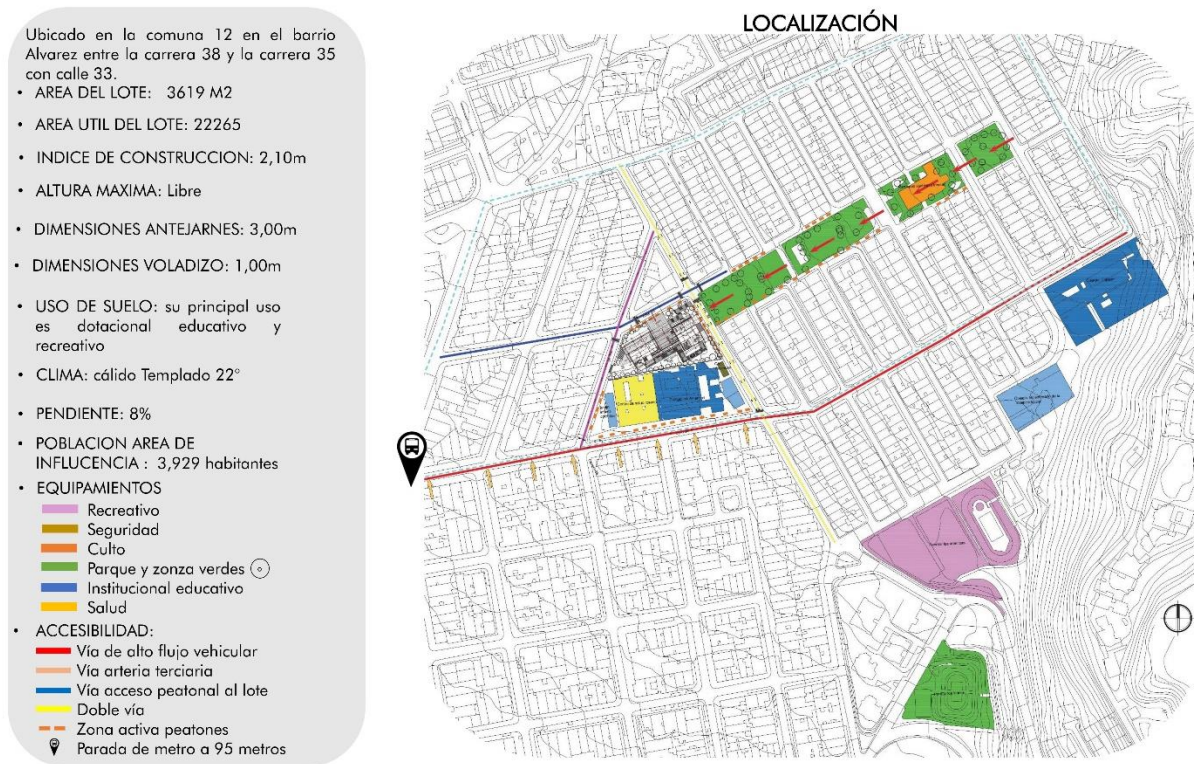 LOCALIZACIÓN
Ubicado en la comuna 12 en el barrio
Alvarez entre la carrera 38 y la carrera 35
con calle 33.
• AREA DEL LOTE: 3619 M2
• AREA UTIL DEL LOTE: 22265
• INDICE DE CONSTRUCCION: 2,10m
• ALTURA MAXIMA: Libre
• DIMENSIONES ANTEJARNES: 3,00m
• DIMENSIONES VOLADIZO: 1,00m
• USO DE SUELO: su principal uso
es dotacional educativo y
recreativo
• CLIMA: cálido Templado 22°
• PENDIENTE: 8%
• POBLACION AREA DE
INFLUCENCIA : 3,929 habitantes
• EQUIPAMIENTOS
Recreativo
Seguridad
Culto
Parque y zonza verdes
Institucional educativo
Salud
• ACCESIBILIDAD:
Vía de alto flujo vehicular
Vía arteria terciaria
Vía acceso peatonal al lote
Doble vía
Zona activa peatones
Parada de metro a 95 metros